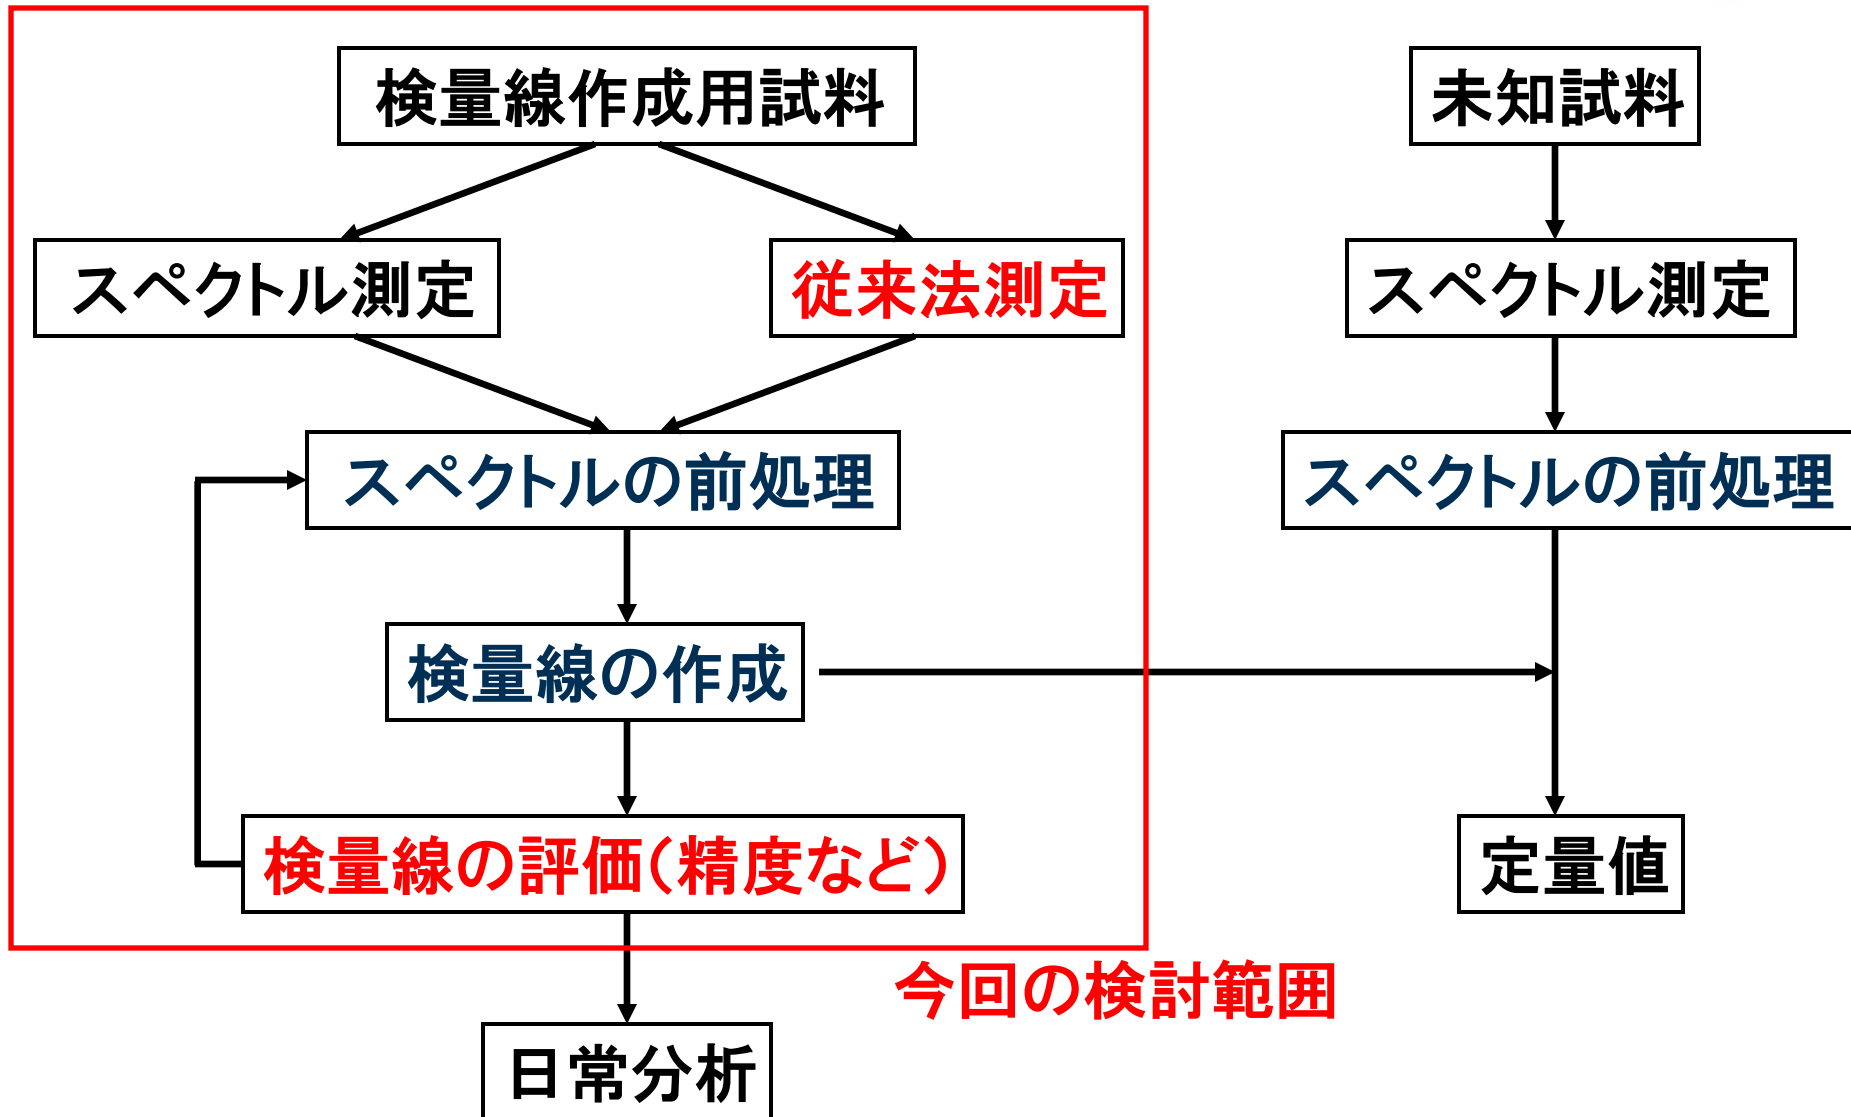 検量線作成用試料
未知試料
スペクトル測定
従来法測定
スペクトル測定
スペクトルの前処理
スペクトルの前処理
検量線の作成
検量線の評価(精度など)
定量値
今回の検討範囲
日常分析